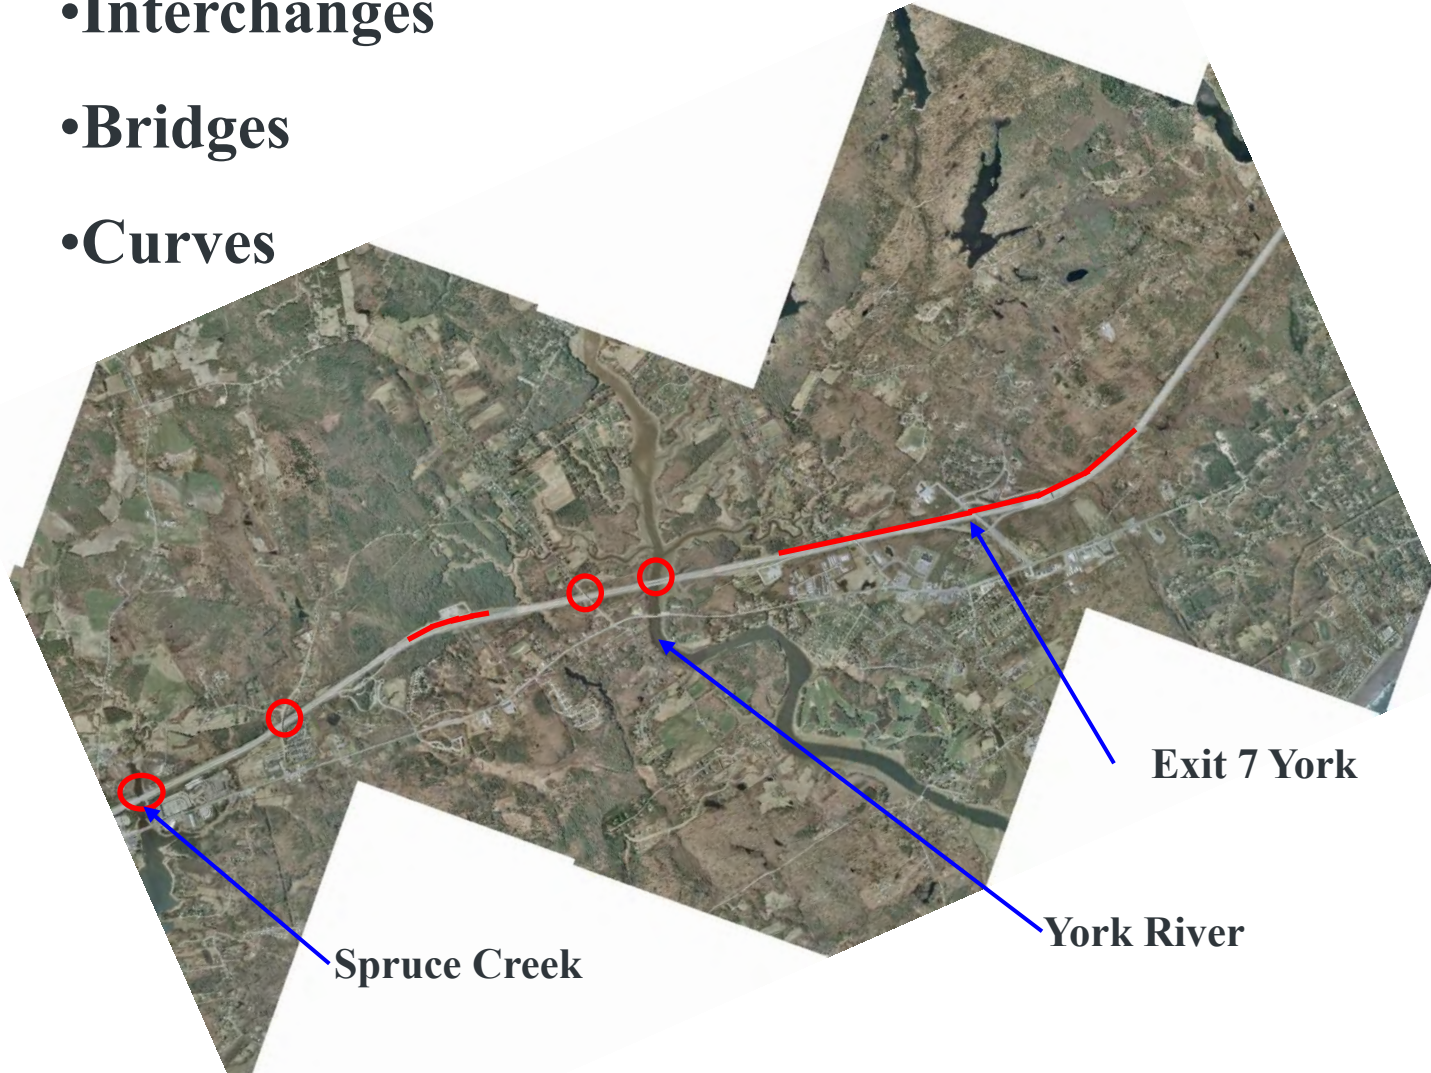 •Interchanges
•Bridges
•Curves
Exit 7 York
York River
Spruce Creek